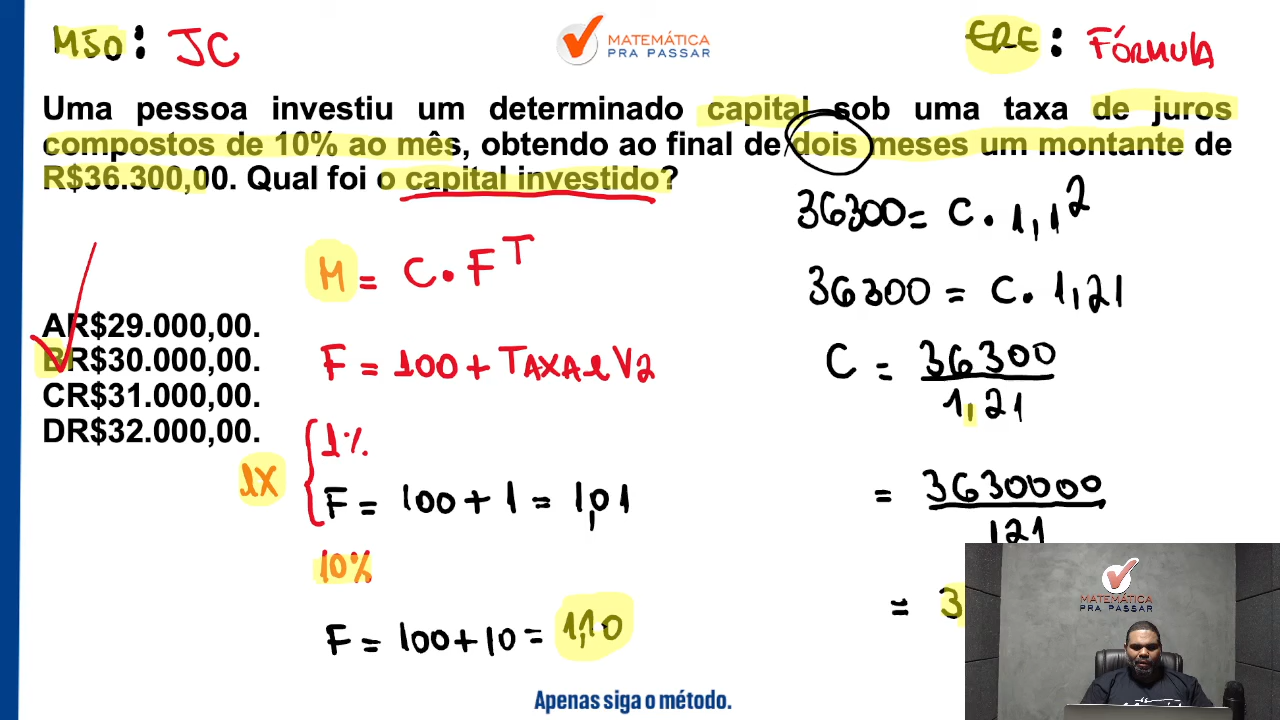 MJO: JC
MATEMÁTICA
PRA PASSAR
: FÓRMULA
Uma pessoa investiu um determinado capital sob uma taxa de juros
compostos de 10% ao mês, obtendo ao final de dois meses um montante de
R$36.300,00. Qual foi o capital investido?
AR$29.000,00.
BR$30.000,00.
CR$31.000,00.
DR$32.000,00.
M = C.F^T
F = 100 + TAXA e V2
1%
EX
F = 100 + 1 = 1,01
10%
F = 100 + 10 = 1,10
36300 = C . 1,1²
36300 = C. 1,21
C = 36300
1,21
= 3630000
121
= 3
MATEMÁTICA
PRA PASSAR
Apenas siga o método.